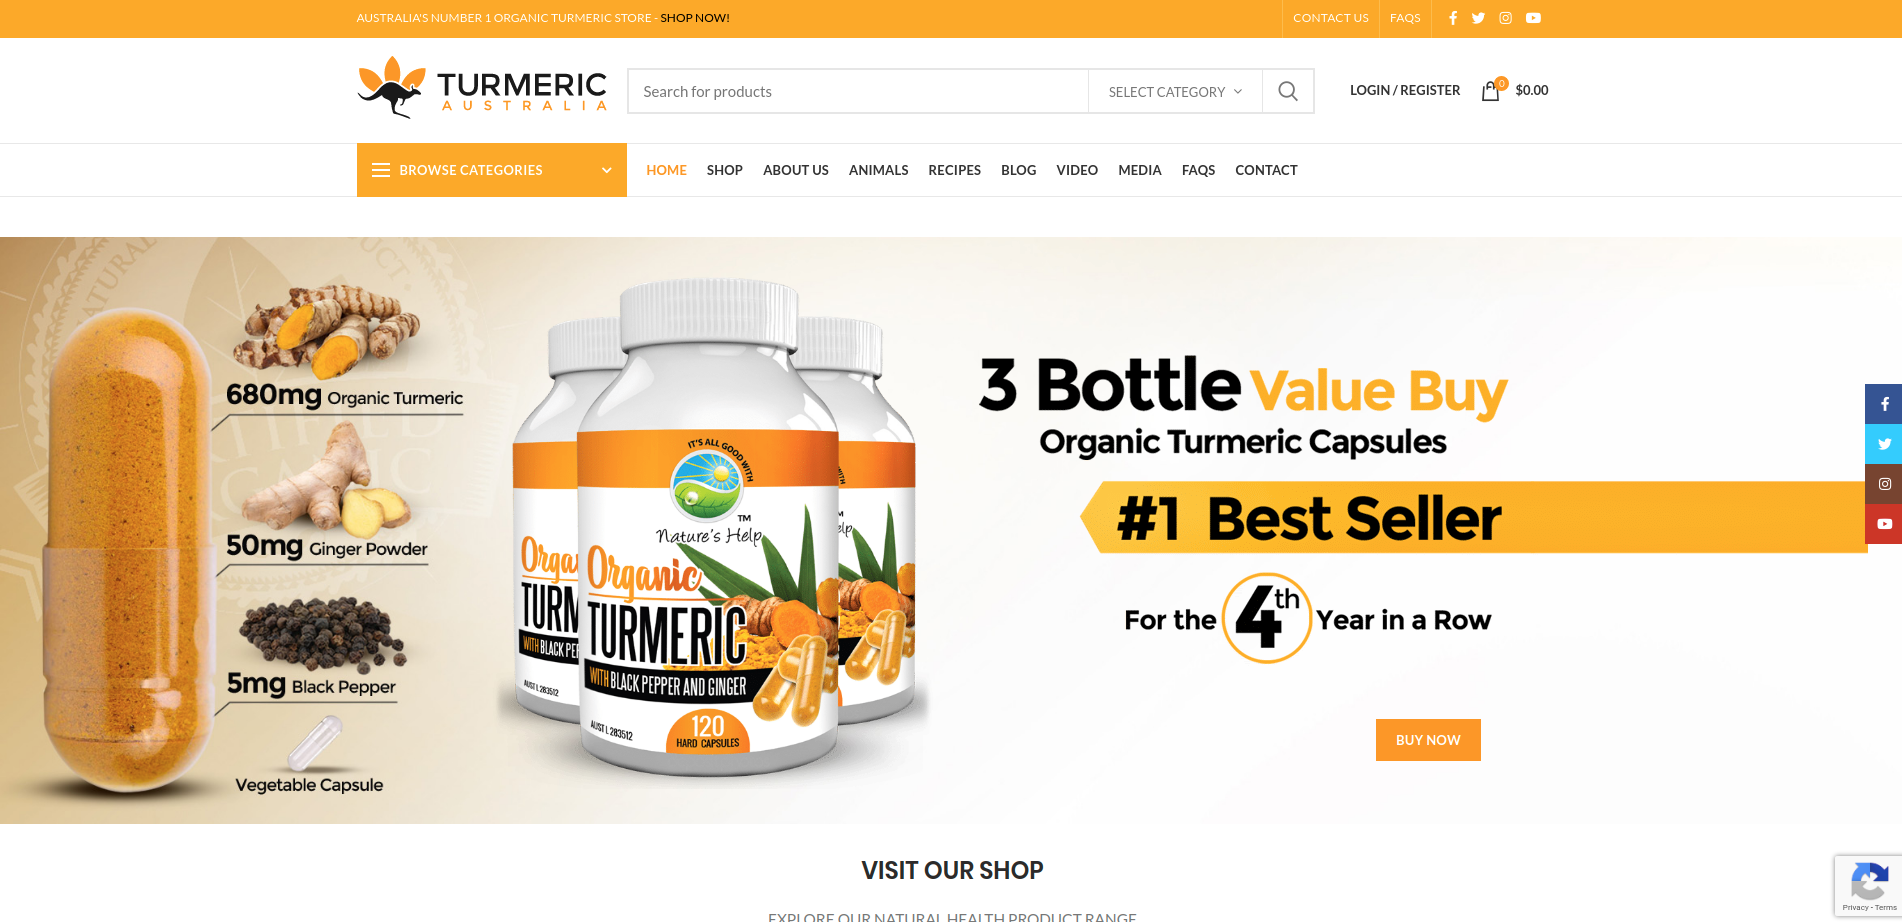 AUSTRALIA'S NUMBER 1 ORGANIC TURMERIC STORE - SHOP NOW!
CONTACT US
FAQS
TURMERIC
AUSTRALIA
Search for products
SELECT CATEGORY
LOGIN / REGISTER
0
$0.00
BROWSE CATEGORIES
HOME
SHOP
ABOUT US
ANIMALS
RECIPES
BLOG
VIDEO
MEDIA
FAQS
CONTACT
680mg Organic Turmeric
50mg Ginger Powder
5mg Black Pepper
Vegetable Capsule
IT'S ALL GOOD WITH
TM
Nature's Help
Organic
TURMERIC
WITH BLACK PEPPER AND GINGER
AUST L 283512
120
HARD CAPSULES
AUST L 283512
3 Bottle Value Buy
Organic Turmeric Capsules
#1 Best Seller
For the 4th Year in a Row
BUY NOW
VISIT OUR SHOP
EXPLORE OUR NATURAL HEALTH PRODUCT RANGE
Privacy - Terms